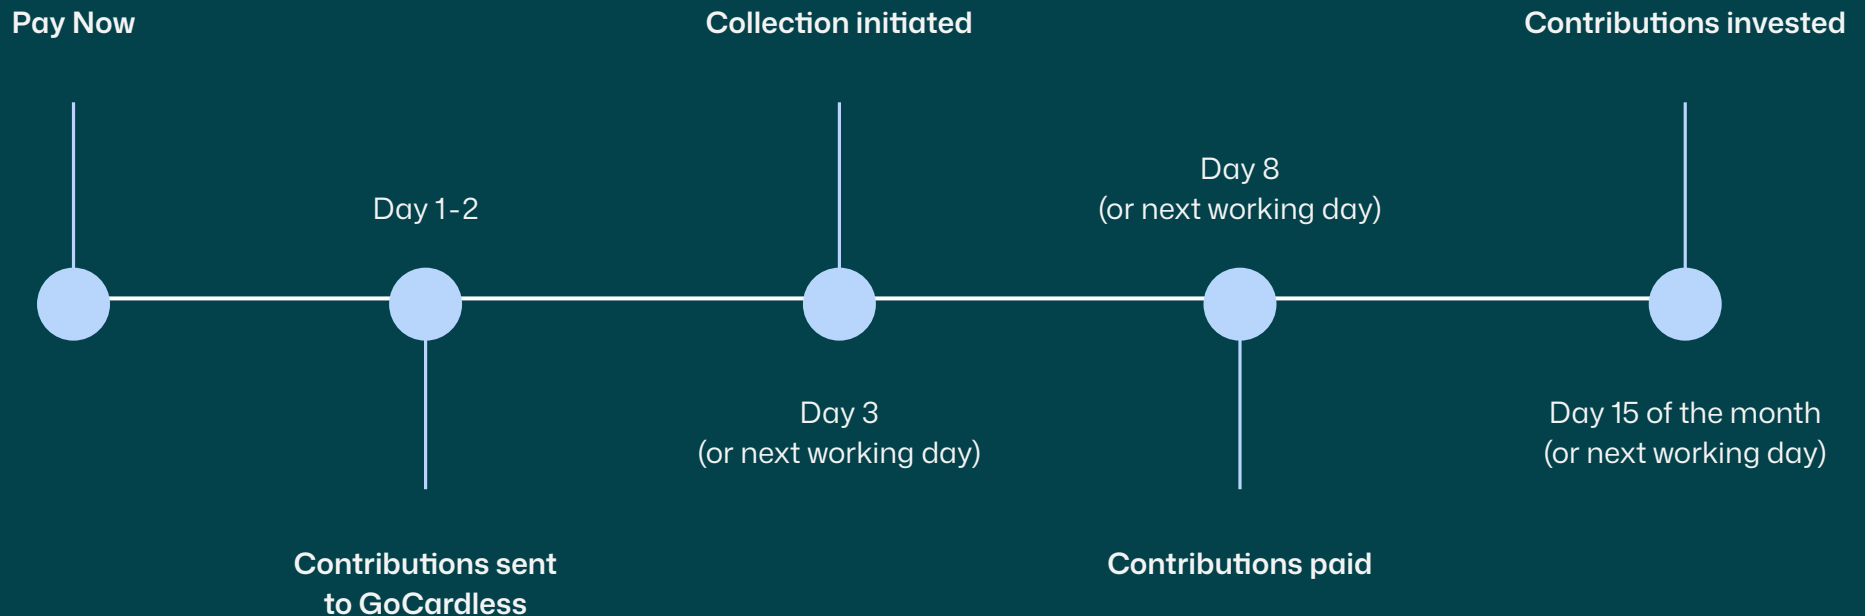 Pay Now
Collection initiated
Contributions invested
Day 1-2
Day 8
(or next working day)
Day 3
(or next working day)
Day 15 of the month
(or next working day)
Contributions sent
to GoCardless
Contributions paid